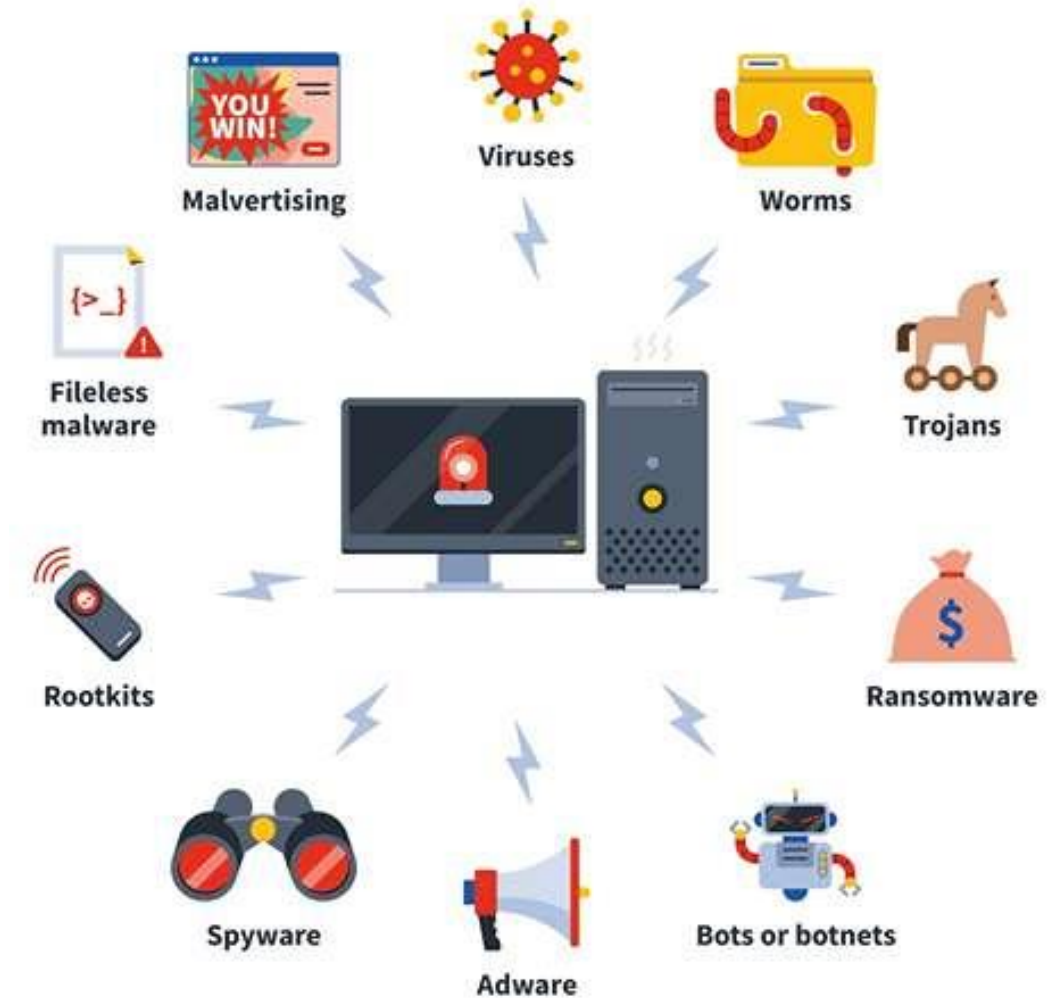 YOU
WIN!
Malvertising
Viruses
Worms
{>_}
!
Fileless
malware
Trojans
Rootkits
$
Ransomware
Spyware
Adware
Bots or botnets